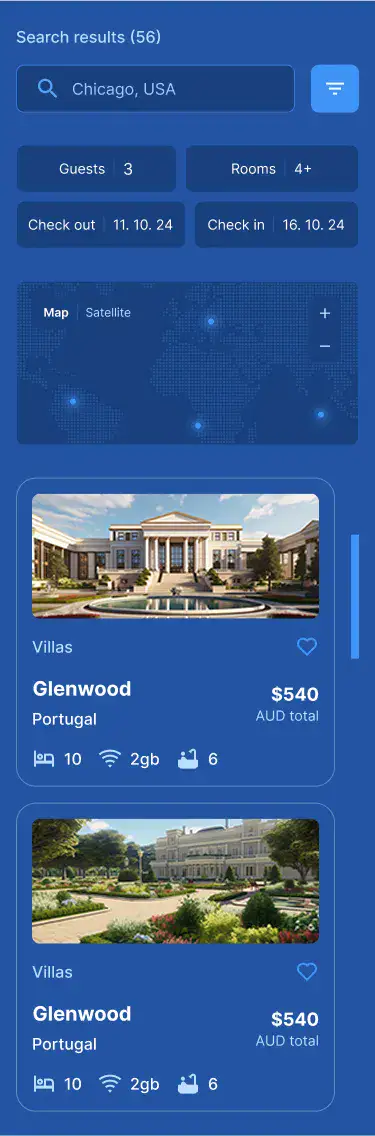 Search results (56)
Chicago, USA
Guests 3
Rooms 4+
Check out 11. 10. 24
Check in 16. 10. 24
Map Satellite
+
−
Villas
Glenwood
$540
Portugal
AUD total
10 2gb 6
Villas
Glenwood
$540
Portugal
AUD total
10 2gb 6